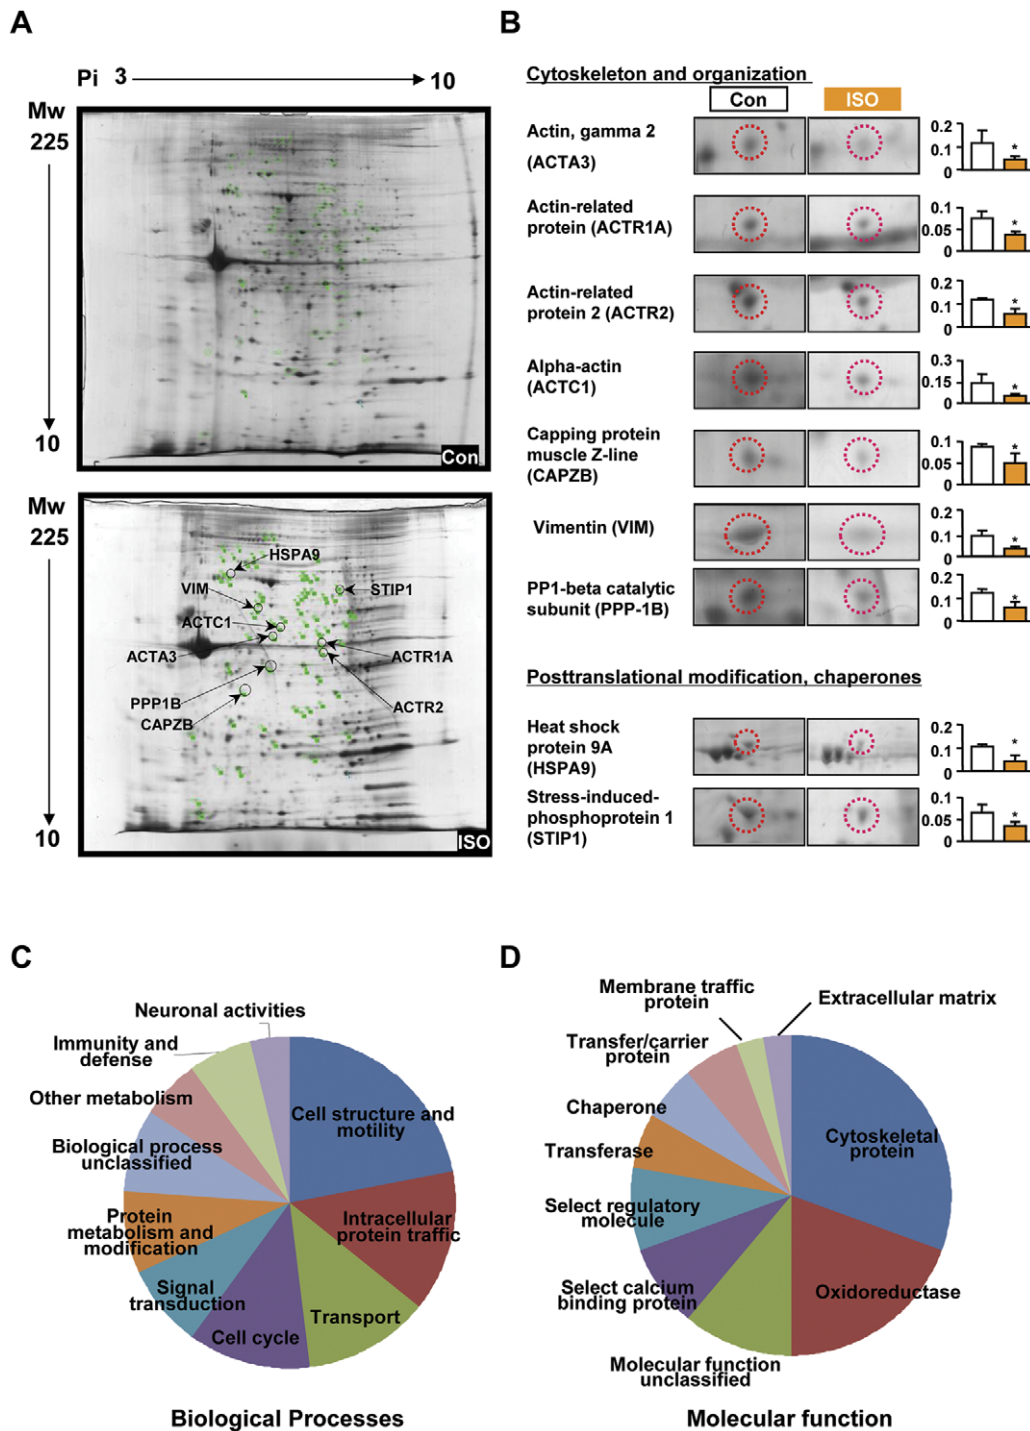 A
Pi 3 10
Mw
225
10
Con
Mw
225
HSPA9
VIM
STIP1
ACTC1
ACTA3
ACTR1A
PPP1B
ACTR2
CAPZB
10
ISO
B
Cytoskeleton and organization
Con ISO
Actin, gamma 2
(ACTA3)
0.2
0.1
0
*
Actin-related
protein (ACTR1A)
0.1
0.05
0
*
Actin-related
protein 2 (ACTR2)
0.2
0.1
0
*
Alpha-actin
(ACTC1)
0.3
0.15
0
*
Capping protein
muscle Z-line
(CAPZB)
0.1
0.05
0
*
Vimentin (VIM)
0.2
0.1
0
*
PP1-beta catalytic
subunit (PPP-1B)
0.2
0.1
0
*
Posttranslational modification, chaperones
Heat shock
protein 9A
(HSPA9)
0.2
0.1
0
*
Stress-induced-
phosphoprotein 1
(STIP1)
0.1
0.05
0
*
C
Neuronal activities
Immunity and
defense
Other metabolism
Biological process
unclassified
Protein
metabolism and
modification
Signal
transduction
Cell cycle
Transport
Intracellular
protein traffic
Cell structure and
motility
Biological Processes
D
Membrane traffic
protein
Extracellular matrix
Transfer/carrier
protein
Chaperone
Transferase
Select regulatory
molecule
Select calcium
binding protein
Molecular function
unclassified
Oxidoreductase
Cytoskeletal
protein
Molecular function